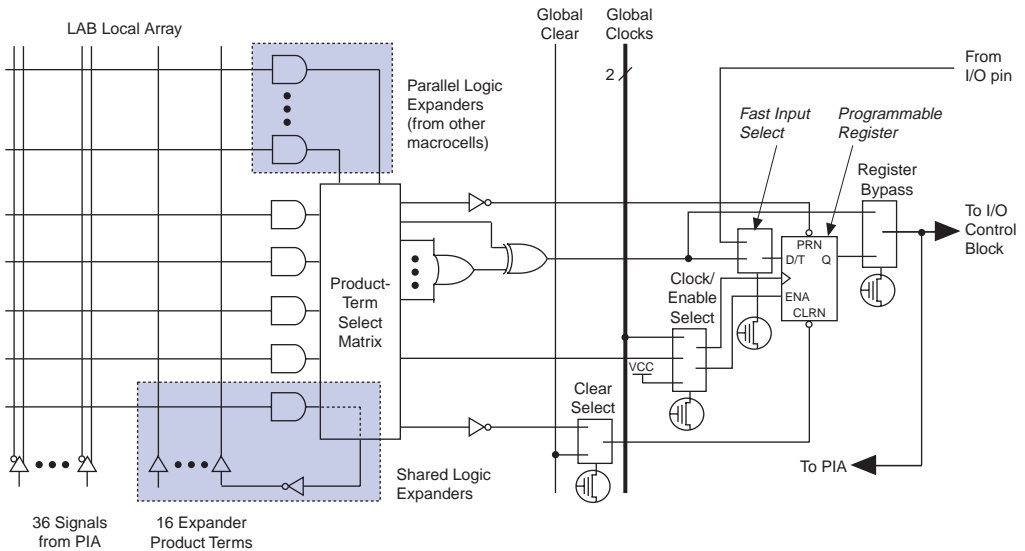 LAB Local Array
Global
Clear
Global
Clocks
2
From
I/O pin
Parallel Logic
Expanders
(from other
macrocells)
Fast Input
Select
Programmable
Register
Register
Bypass
To I/O
Control
Block
PRN
D/T Q
ENA
CLRN
Clock/
Enable
Select
VCC
Product-
Term
Select
Matrix
Clear
Select
To PIA
Shared Logic
Expanders
36 Signals
from PIA
16 Expander
Product Terms